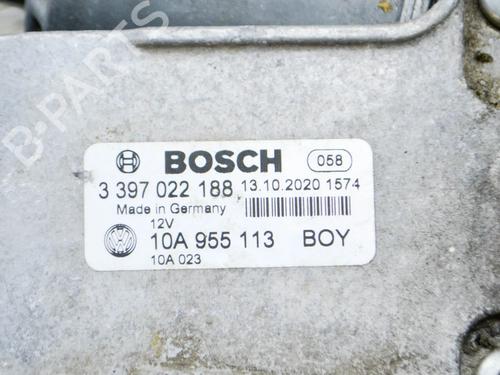 B-PARTS
BOSCH 058
3 397 022 188 13.10.2020 1574
Made in Germany
12V
10A 955 113 BOY
10A 023